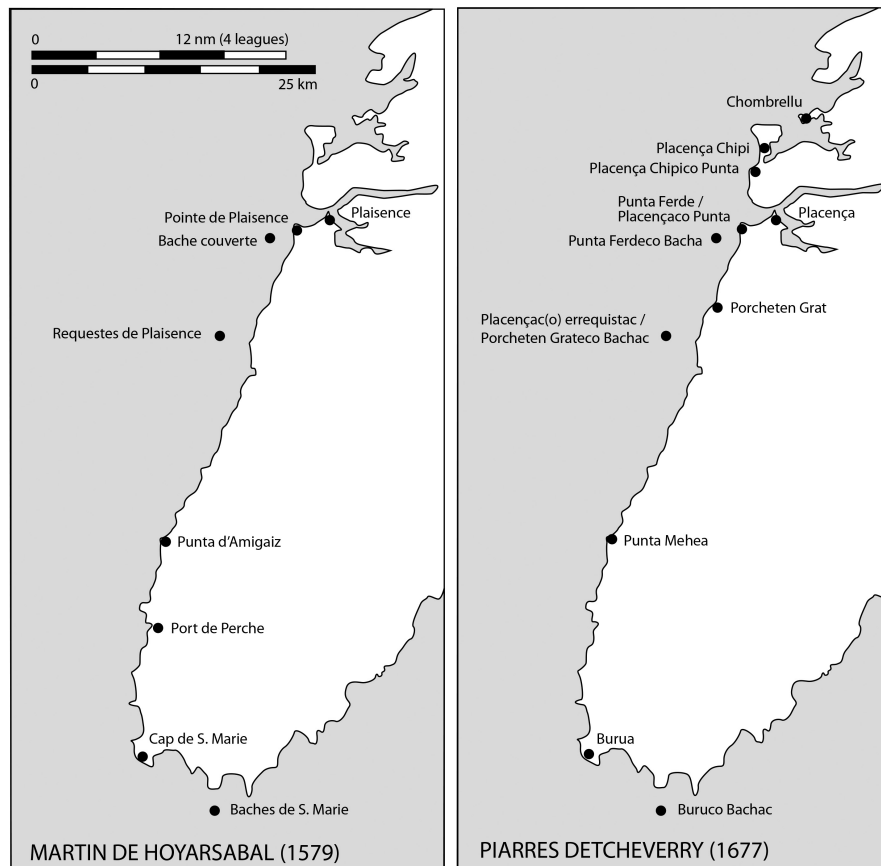 0 12 nm (4 leagues)
0 25 km
Pointe de Plaisence
Plaisence
Bache couverte
Requestes de Plaisence
Punta d’Amigaiz
Port de Perche
Cap de S. Marie
Baches de S. Marie
MARTIN DE HOYARSABAL (1579)
Chombrellu
Placença Chipi
Placença Chipico Punta
Punta Ferde /
Placençaco Punta
Placença
Punta Ferdeco Bacha
Porcheten Grat
Placençac(o) errequistac /
Porcheten Grateco Bachac
Punta Mehea
Burua
Buruco Bachac
PIARRES DETCHEVERRY (1677)